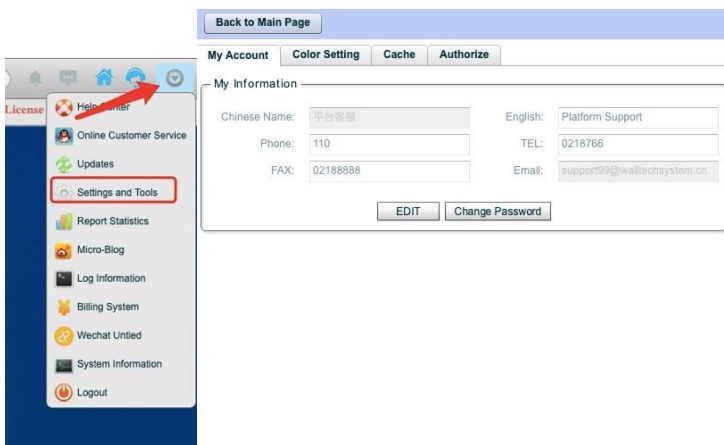 License
Help Center
Online Customer Service
Updates
Settings and Tools
Report Statistics
Micro-Blog
Log Information
Billing System
Wechat Untied
System Information
Logout
Back to Main Page
My Account Color Setting Cache Authorize
My Information
Chinese Name: 平台客服 English: Platform Support
Phone: 110 TEL: 0218766
FAX: 02188888 Email: support99@walltechsystem.cn
EDIT Change Password